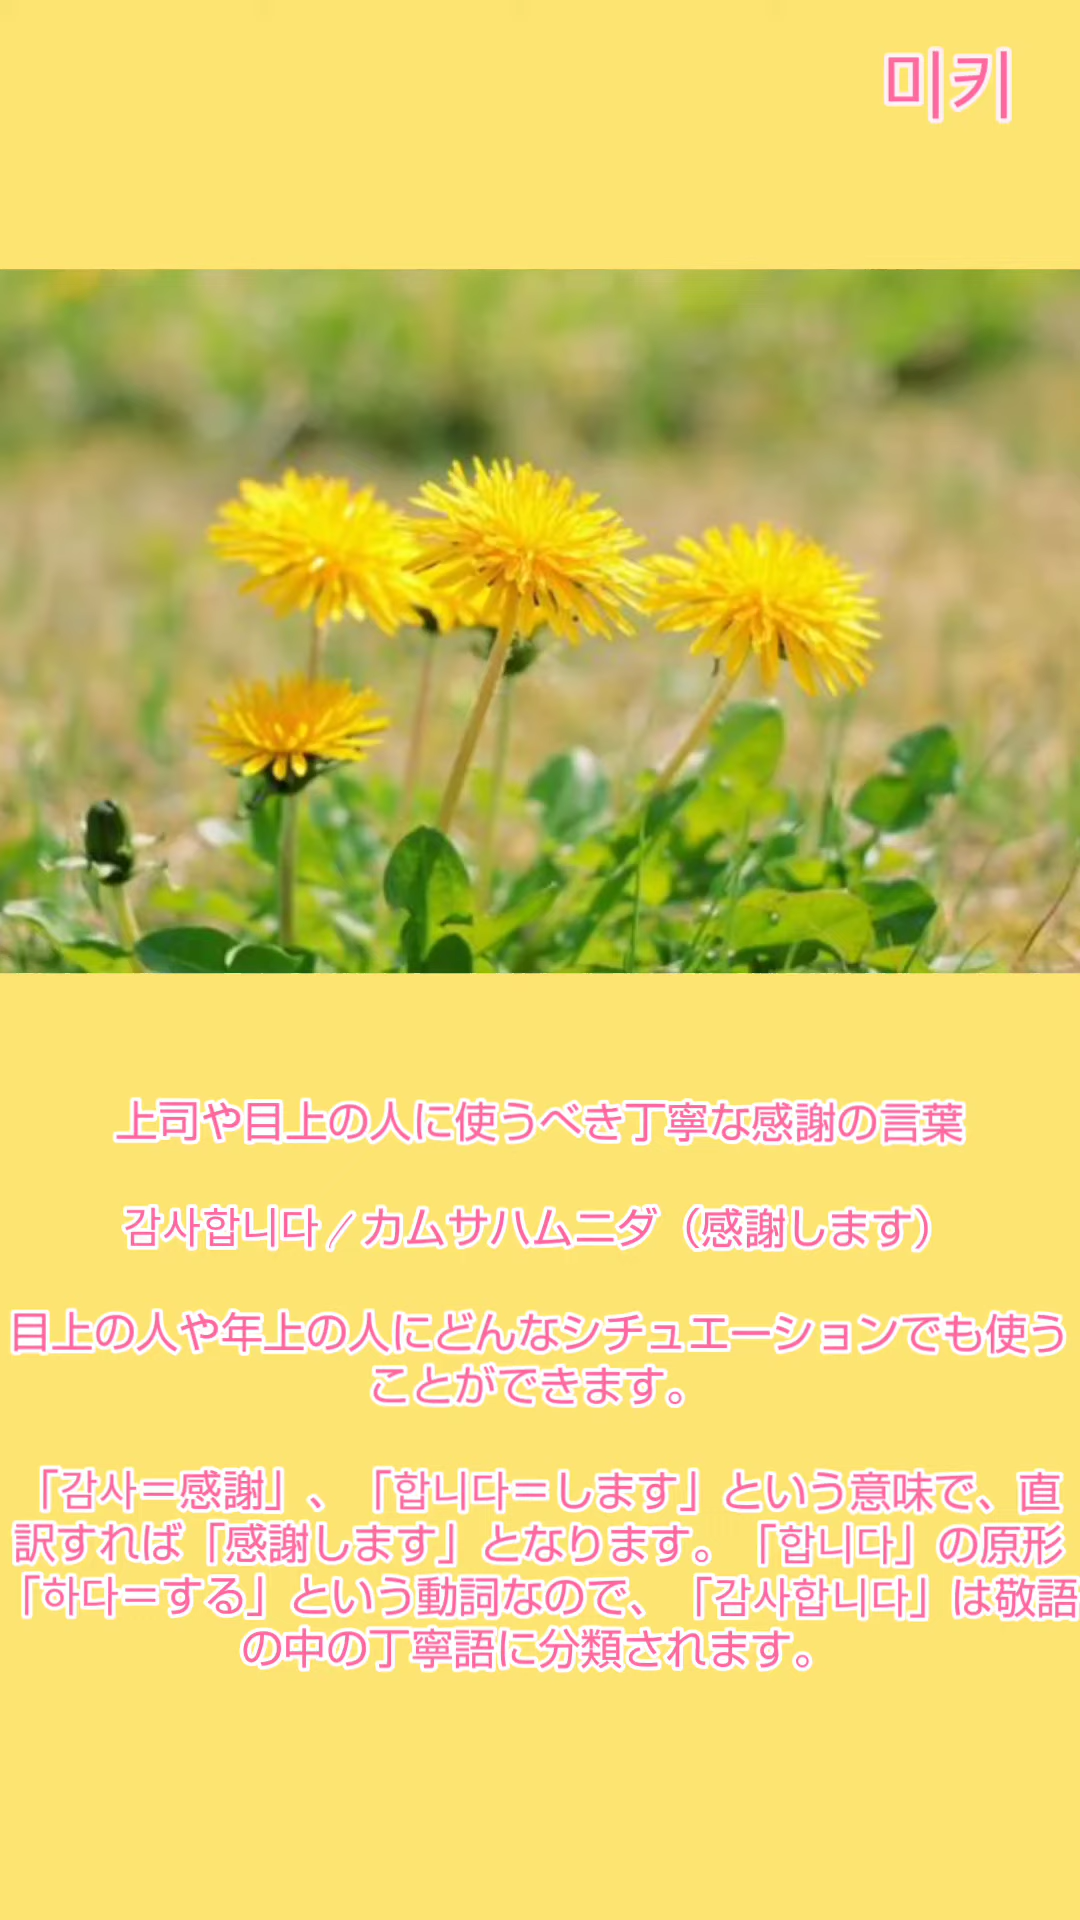 미키
上司や目上の人に使うべき丁寧な感謝の言葉
감사합니다／カムサハムニダ（感謝します）
目上の人や年上の人にどんなシチュエーションでも使う
ことができます。
「감사＝感謝」、「합니다＝します」という意味で、直
訳すれば「感謝します」となります。「합니다」の原形
「하다＝する」という動詞なので、「감사합니다」は敬語
の中の丁寧語に分類されます。